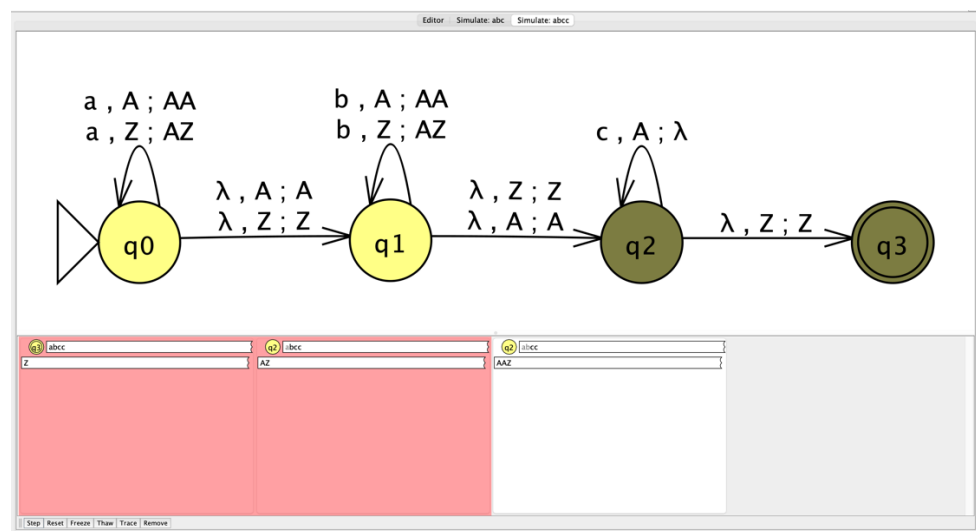 Editor Simulate: abc Simulate: abcc
a , A ; AA
a , Z ; AZ
b , A ; AA
b , Z ; AZ
c , A ; λ
λ , A ; A
λ , Z ; Z
λ , Z ; Z
λ , A ; A
λ , Z ; Z
q0
q1
q2
q3
q3 abcc
Z
q2 abcc
AZ
q2 abcc
AAZ
Step Reset Freeze Thaw Trace Remove